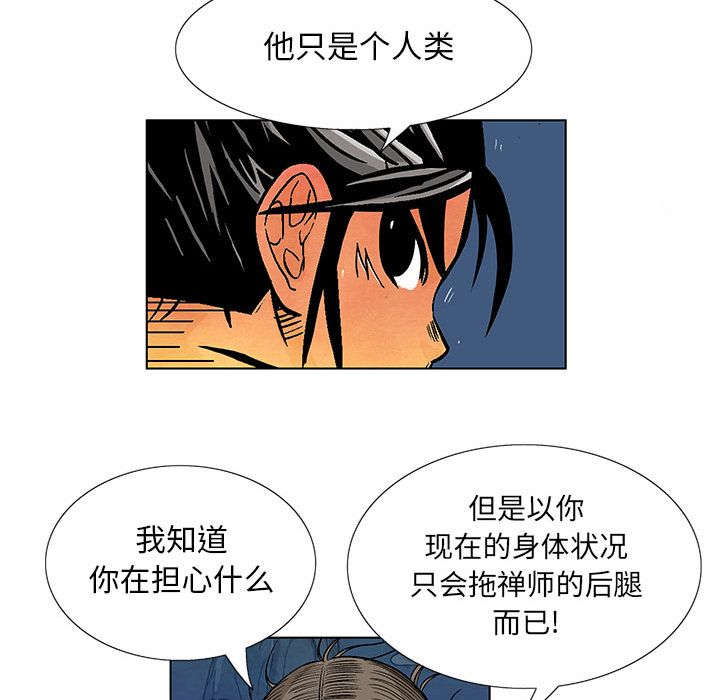 他只是个人类
我知道
你在担心什么
但是以你
现在的身体状况
只会拖禅师的后腿
而已!